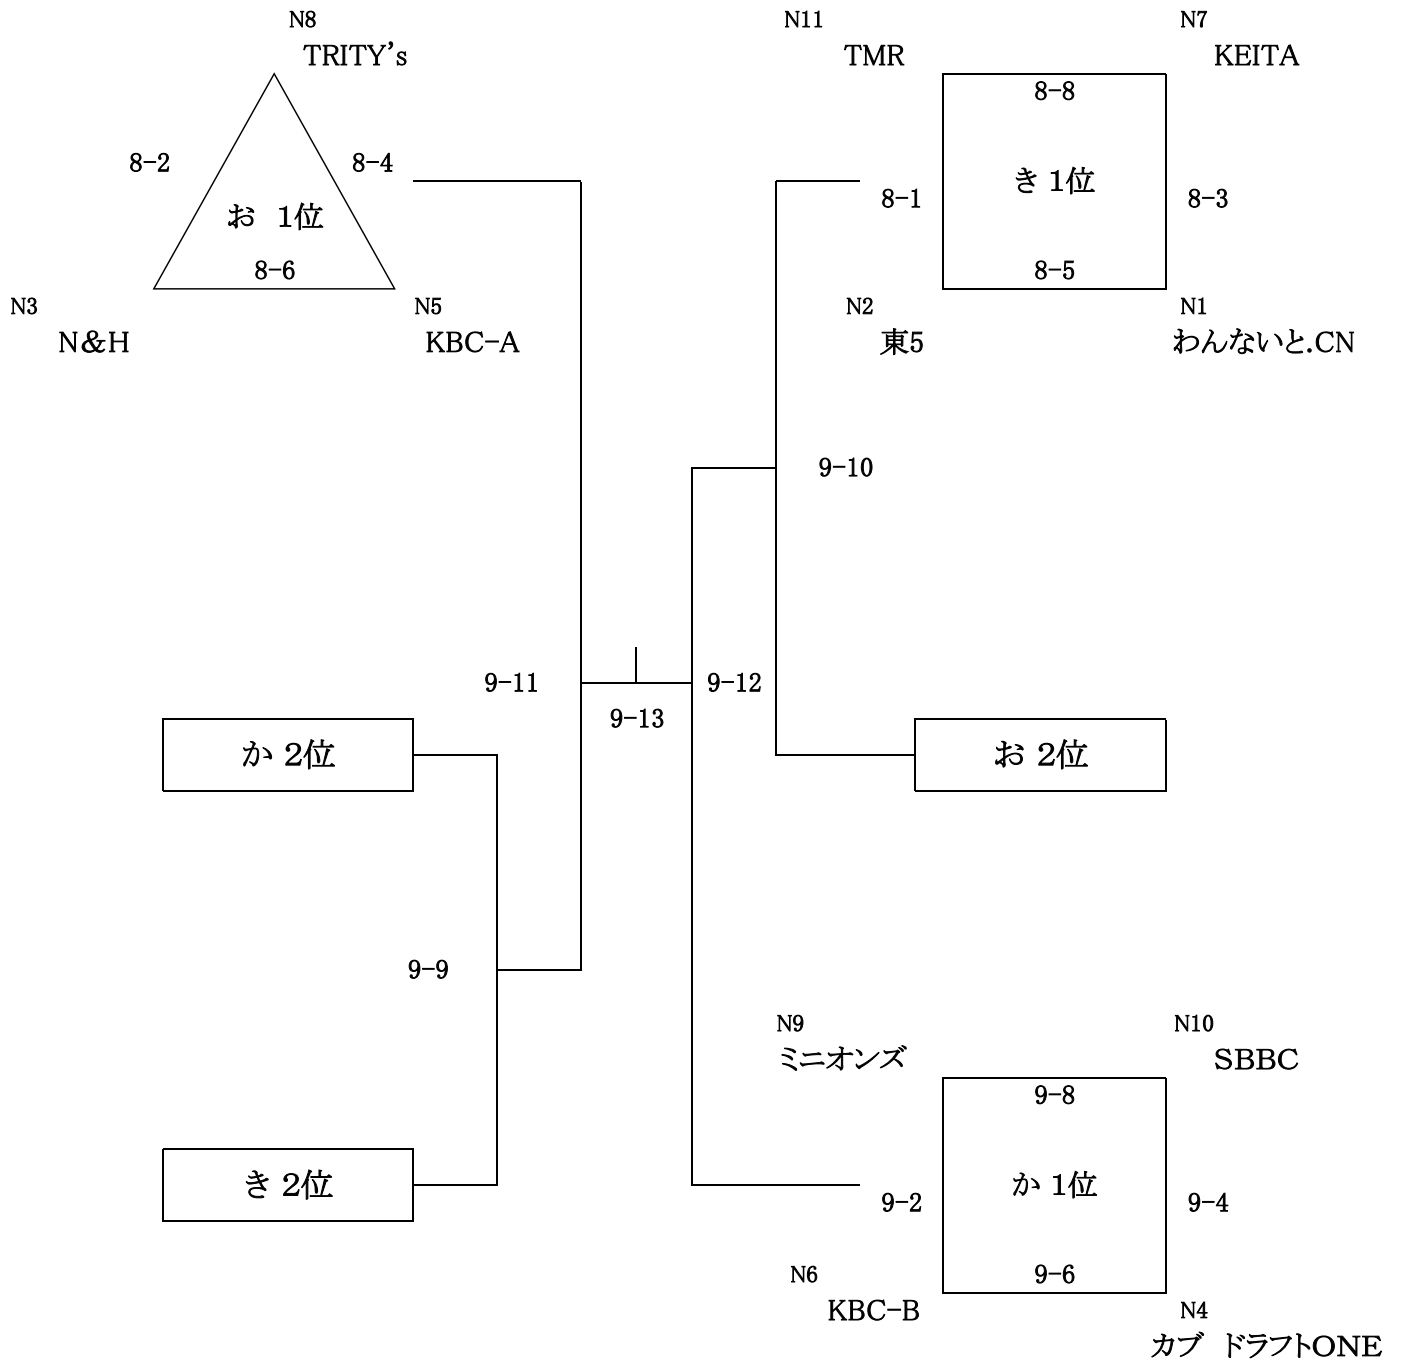 N8
TRITY's
N11
TMR
N7
KEITA
8-8
8-2
8-4
き 1位
8-1
8-3
お 1位
8-6
8-5
N3
N&H
N5
KBC-A
N2
東5
N1
わんないと.CN
9-10
9-11
9-12
9-13
か 2位
お 2位
9-9
N9
ミニオンズ
N10
SBBC
9-8
き 2位
か 1位
9-2
9-4
9-6
N6
KBC-B
N4
カブ ドラフトONE